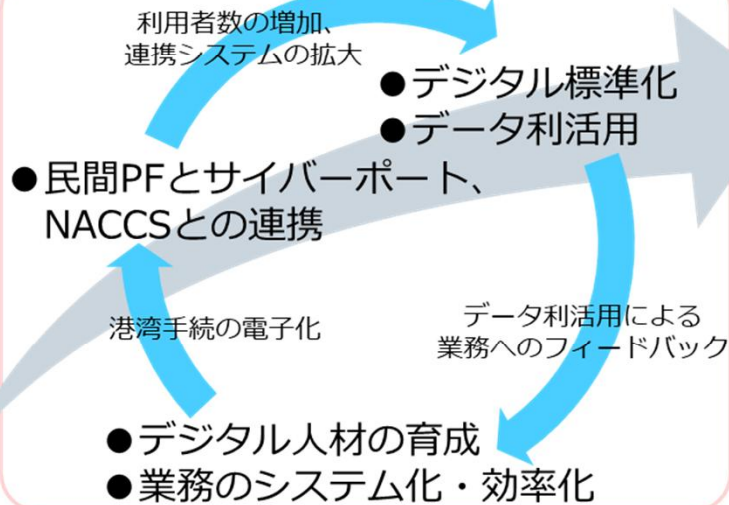 利用者数の増加、
連携システムの拡大
●デジタル標準化
●データ利活用
●民間PFとサイバーポート、
NACCSとの連携
港湾手続の電子化
データ利活用による
業務へのフィードバック
●デジタル人材の育成
●業務のシステム化・効率化